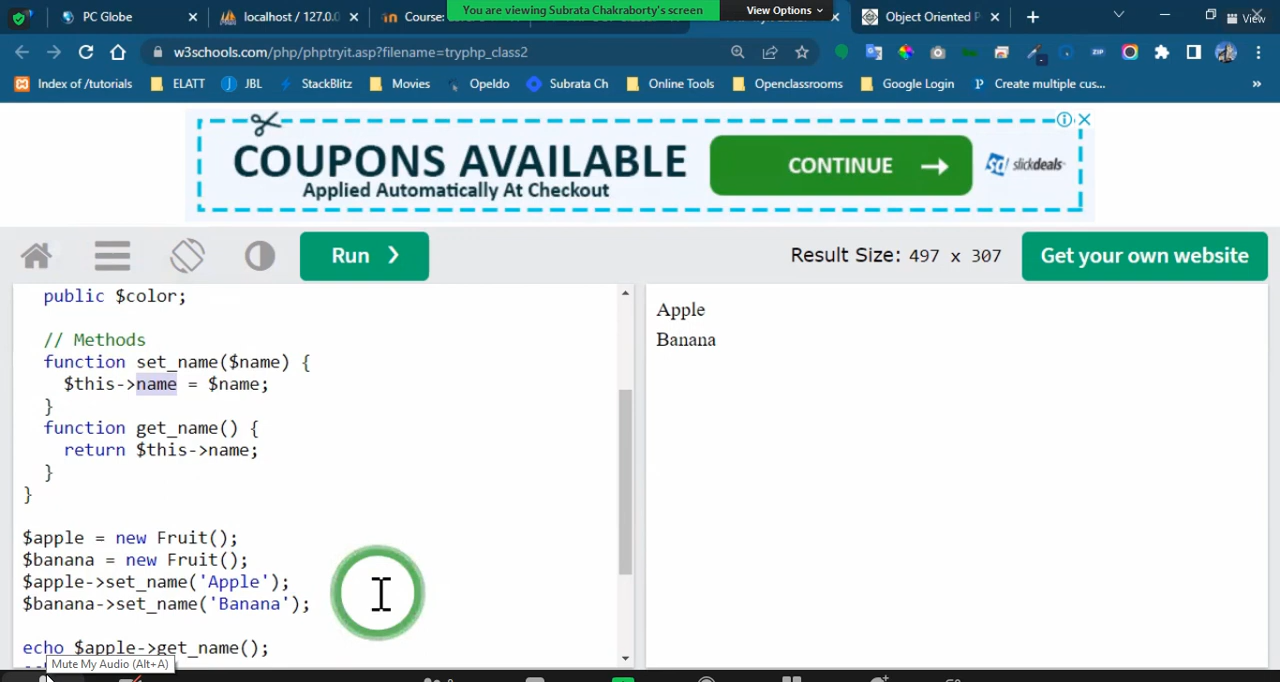 PC Globe
localhost / 127.0.0
Course:
You are viewing Subrata Chakraborty's screen
View Options
Object Oriented P
View
w3schools.com/php/phptryit.asp?filename=tryphp_class2
Index of /tutorials
ELATT
JBL
StackBlitz
Movies
Opeldo
Subrata Ch
Online Tools
Openclassrooms
Google Login
Create multiple cus...
COUPONS AVAILABLE
Applied Automatically At Checkout
CONTINUE
slickdeals
Run
Result Size: 497 x 307
Get your own website
public $color;
// Methods
function set_name($name) {
$this->name = $name;
}
function get_name() {
return $this->name;
}
}
$apple = new Fruit();
$banana = new Fruit();
$apple->set_name('Apple');
$banana->set_name('Banana');
echo $apple->get_name();
Mute My Audio (Alt+A)
Apple
Banana